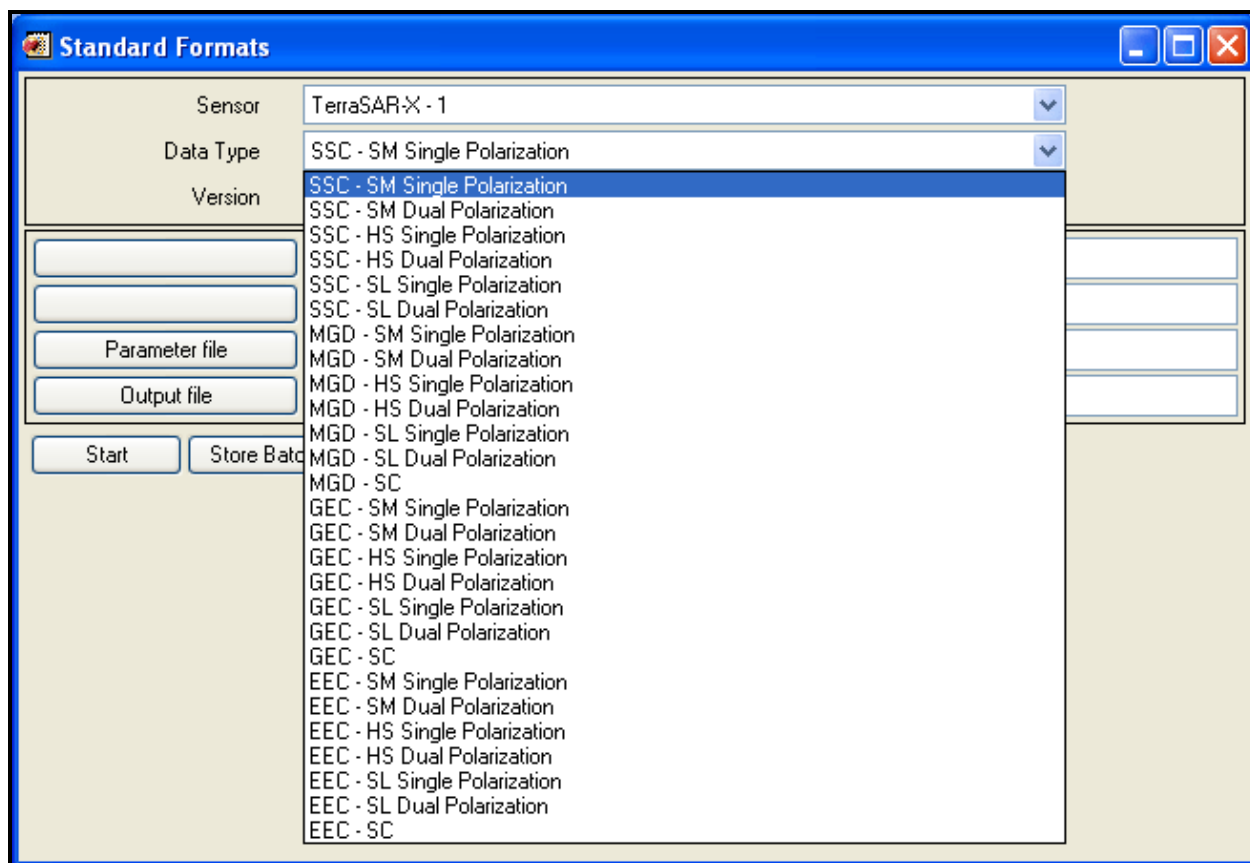 Standard Formats
Sensor
TerraSAR-X - 1
Data Type
SSC - SM Single Polarization
Version
SSC - SM Single Polarization
SSC - SM Dual Polarization
SSC - HS Single Polarization
SSC - HS Dual Polarization
SSC - SL Single Polarization
SSC - SL Dual Polarization
MGD - SM Single Polarization
MGD - SM Dual Polarization
MGD - HS Single Polarization
MGD - HS Dual Polarization
MGD - SL Single Polarization
MGD - SL Dual Polarization
MGD - SC
GEC - SM Single Polarization
GEC - SM Dual Polarization
GEC - HS Single Polarization
GEC - HS Dual Polarization
GEC - SL Single Polarization
GEC - SL Dual Polarization
GEC - SC
EEC - SM Single Polarization
EEC - SM Dual Polarization
EEC - HS Single Polarization
EEC - HS Dual Polarization
EEC - SL Single Polarization
EEC - SL Dual Polarization
EEC - SC
Parameter file
Output file
Start
Store Batc